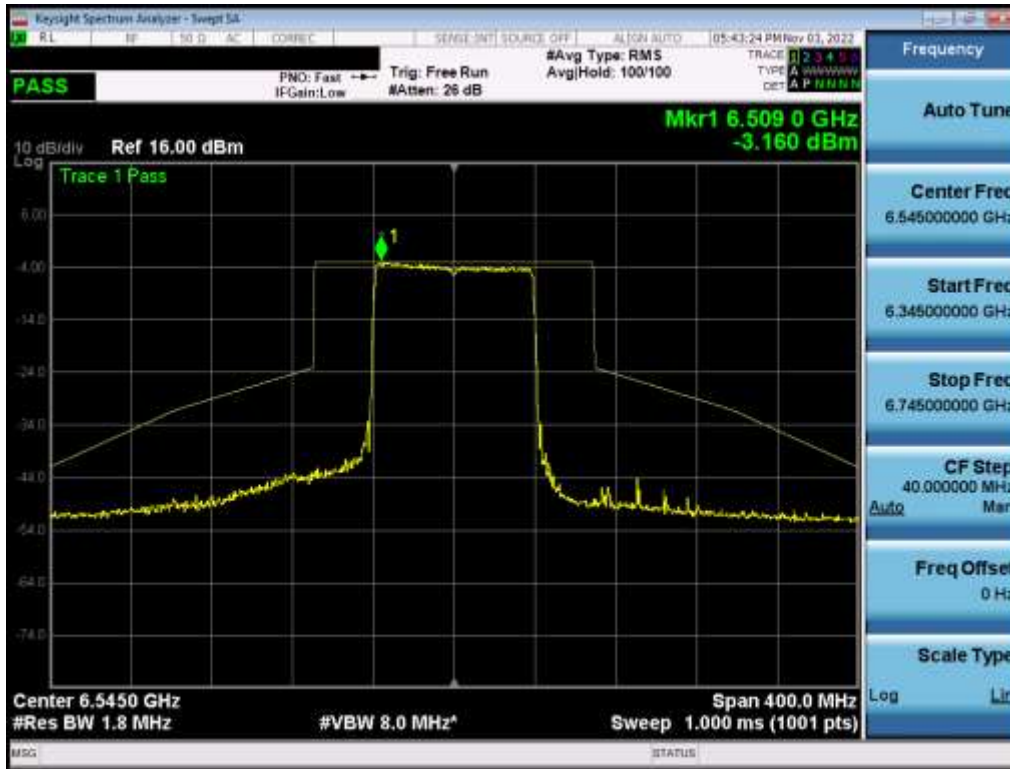 Keysight Spectrum Analyzer - Swept SA
RL RF 50 Ω AC CORREC SENSE:INT SOURCE OFF ALIGN AUTO 05:43:24 PM Nov 03, 2022
Frequency
PASS
PNO: Fast
IFGain:Low
Trig: Free Run
#Atten: 26 dB
#Avg Type: RMS
Avg|Hold: 100/100
TRACE 1 2 3 4 5 6
TYPE A WWWWW
DET A P N N N N
Auto Tune
Mkr1 6.509 0 GHz
-3.160 dBm
10 dB/div Ref 16.00 dBm
Log
Trace 1 Pass
1
6.00
-4.00
-14.0
-24.0
-34.0
-44.0
-54.0
-64.0
-74.0
Center Freq
6.545000000 GHz
Start Freq
6.345000000 GHz
Stop Freq
6.745000000 GHz
CF Step
40.000000 MHz
Auto Man
Freq Offset
0 Hz
Scale Type
Log Lin
Center 6.5450 GHz Span 400.0 MHz
#Res BW 1.8 MHz #VBW 8.0 MHz* Sweep 1.000 ms (1001 pts)
MSG STATUS